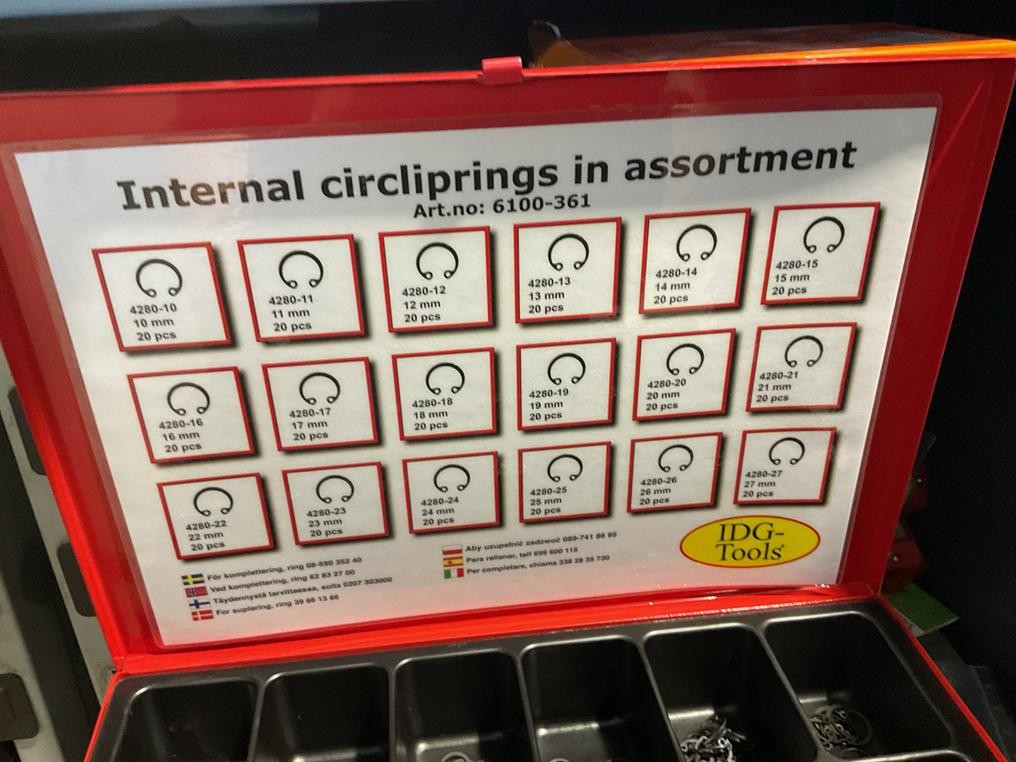 Internal circliprings in assortment
Art.no: 6100-361
4280-10
10 mm
20 pcs
4280-11
11 mm
20 pcs
4280-12
12 mm
20 pcs
4280-13
13 mm
20 pcs
4280-14
14 mm
20 pcs
4280-15
15 mm
20 pcs
4280-16
16 mm
20 pcs
4280-17
17 mm
20 pcs
4280-18
18 mm
20 pcs
4280-19
19 mm
20 pcs
4280-20
20 mm
20 pcs
4280-21
21 mm
20 pcs
4280-22
22 mm
20 pcs
4280-23
23 mm
20 pcs
4280-24
24 mm
20 pcs
4280-25
25 mm
20 pcs
4280-26
26 mm
20 pcs
4280-27
27 mm
20 pcs
För komplettering, ring 08-590 352 40
Ved komplettering, ring 62 83 27 00
Täydennystä tarvittaessa, soita 0207 303000
For suplering, ring 39 66 13 66
Aby uzupełnić zadzwoć 089-741 88 95
Para rellenar, telf 699 600 115
Per completare, chiama 338 28 35 730
IDG-
Tools